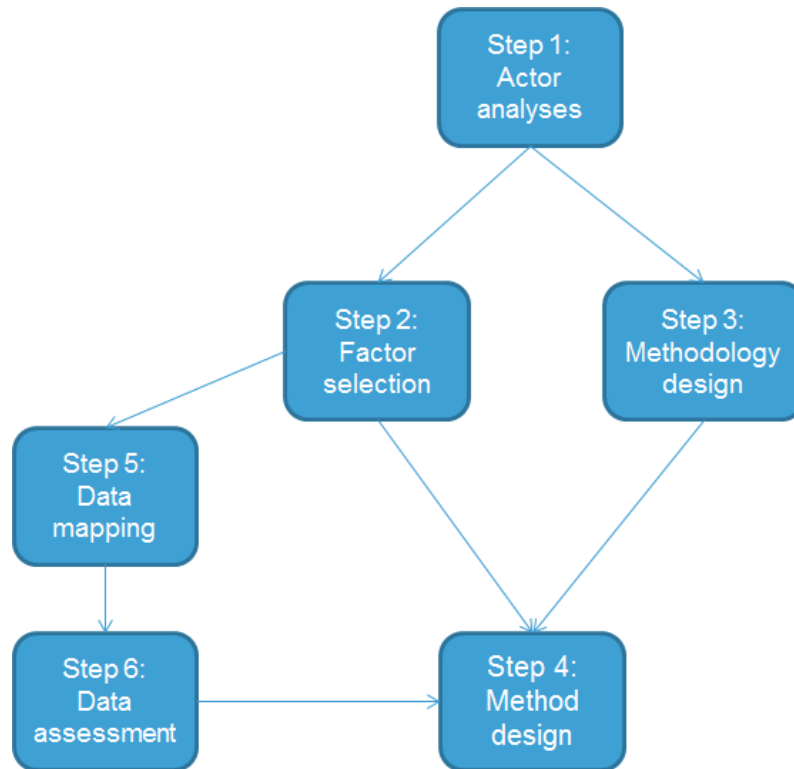 Step 1:
Actor
analyses
Step 2:
Factor
selection
Step 3:
Methodology
design
Step 5:
Data
mapping
Step 6:
Data
assessment
Step 4:
Method
design